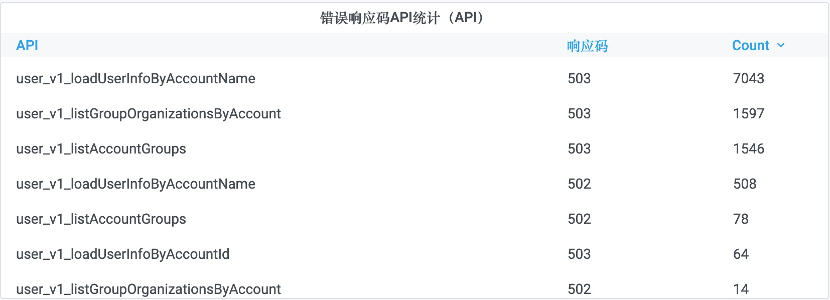 错误响应码API统计（API）
API 响应码 Count
user_v1_loadUserInfoByAccountName 503 7043
user_v1_listGroupOrganizationsByAccount 503 1597
user_v1_listAccountGroups 503 1546
user_v1_loadUserInfoByAccountName 502 508
user_v1_listAccountGroups 502 78
user_v1_loadUserInfoByAccountId 503 64
user_v1_listGroupOrganizationsByAccount 502 14